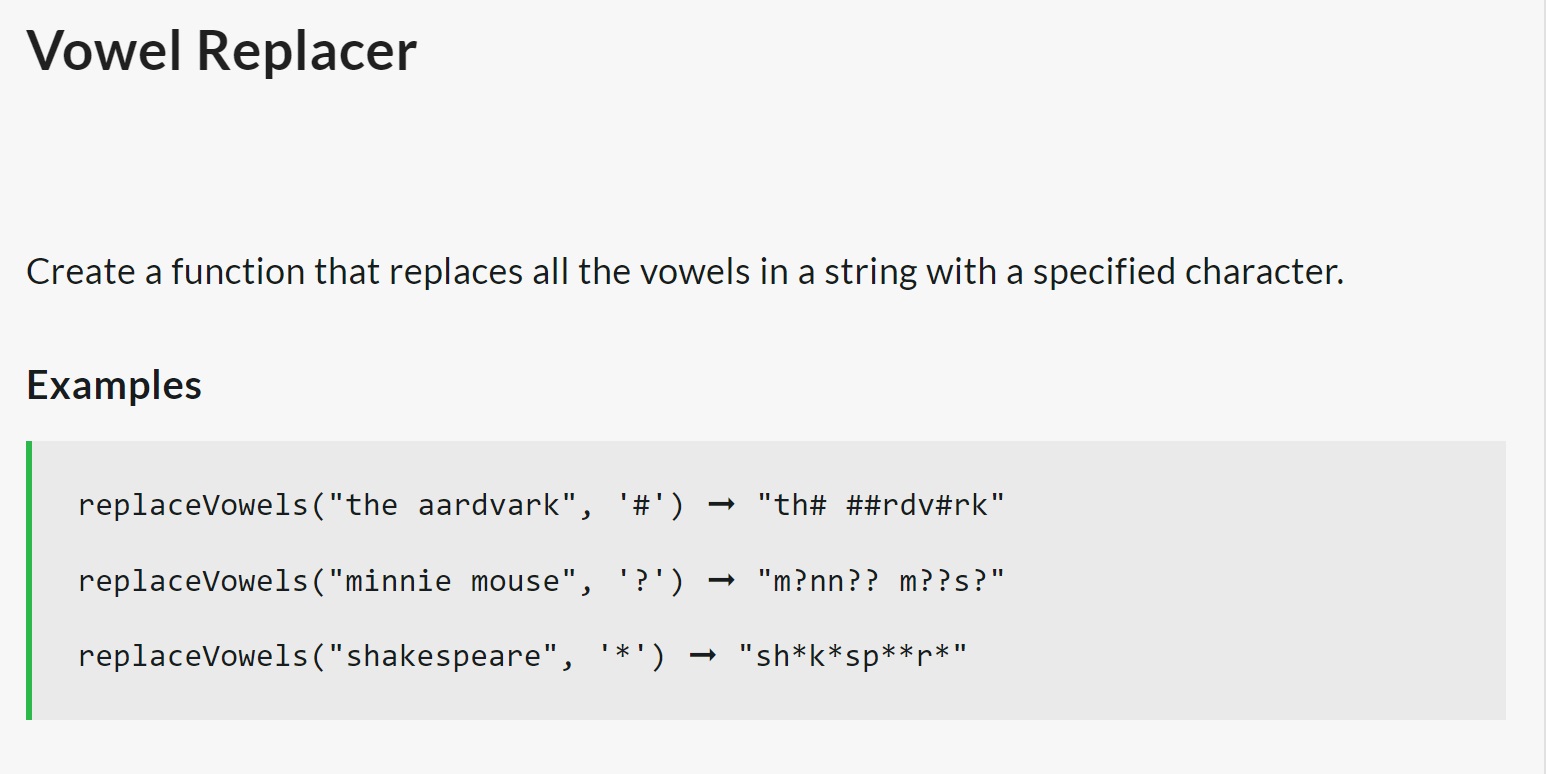 Vowel Replacer
Create a function that replaces all the vowels in a string with a specified character.
Examples
replaceVowels("the aardvark", '#') ➞ "th# ##rdv#rk"
replaceVowels("minnie mouse", '?') ➞ "m?nn?? m??s?"
replaceVowels("shakespeare", '*') ➞ "sh*k*sp**r*"